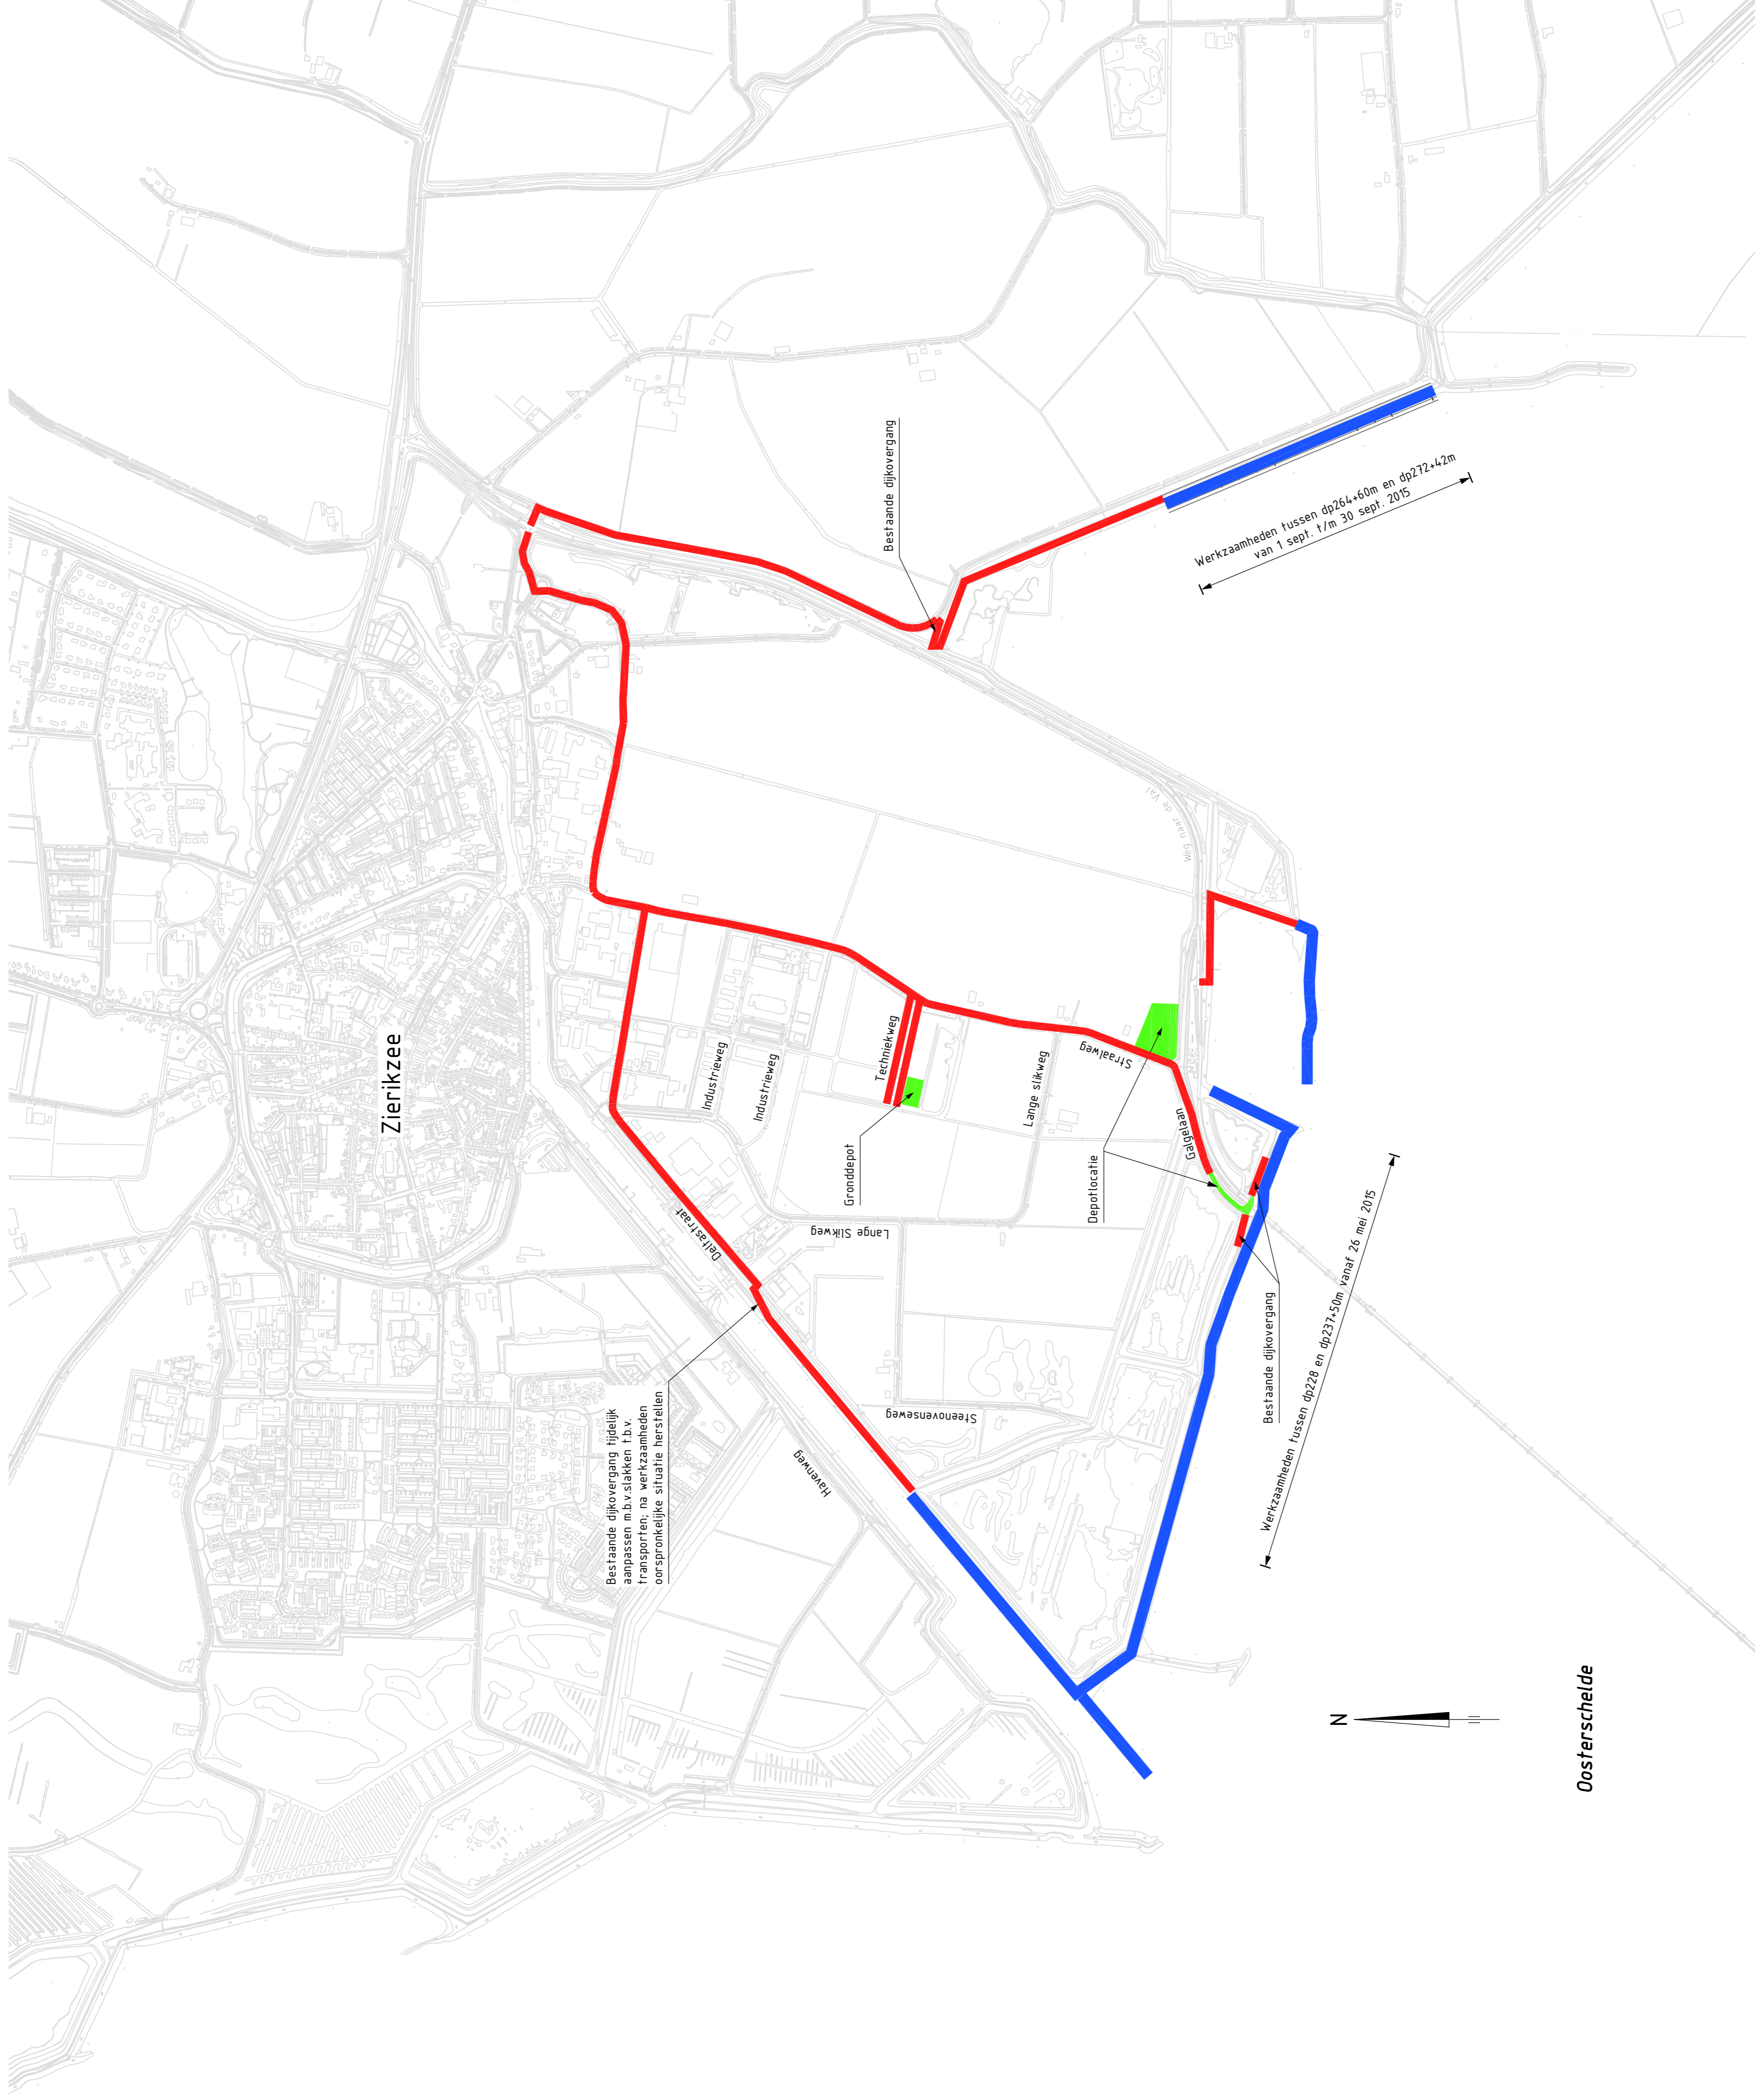 Zierikzee
Bestaande dijkovergang tijdelijk
aanpassen m.b.v.slakken t.b.v.
transporten; na werkzaamheden
oorspronkelijke situatie herstellen
Deltastraat
Havenweg
Industrieweg
Industrieweg
Lange Slikweg
Gronddepot
Techniekweg
Bestaande dijkovergang
Steenovenseweg
Lange slikweg
Straalweg
Depotlocatie
Galgelaan
Weg naar de Val
Bestaande dijkovergang
Werkzaamheden tussen dp228 en dp237+50m vanaf 26 mei 2015
Werkzaamheden tussen dp264+60m en dp272+42m
van 1 sept. t/m 30 sept. 2015
N
Oosterschelde